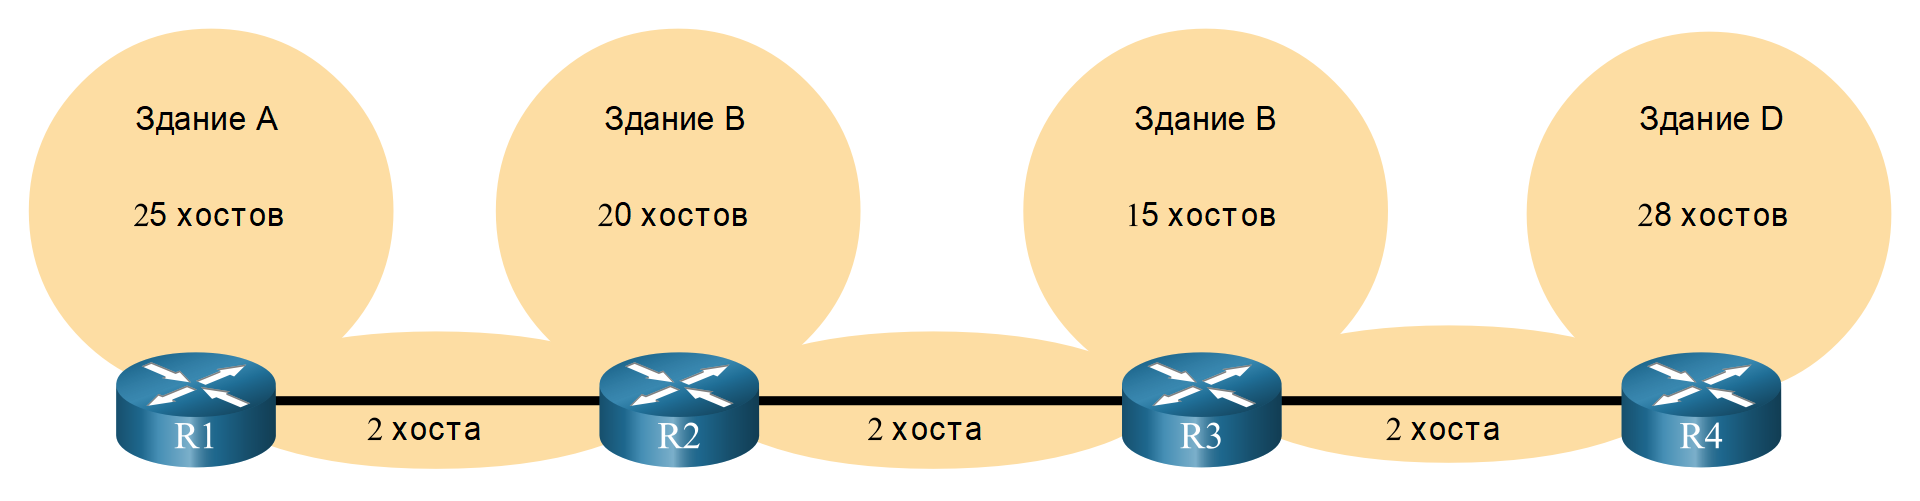 Здание A
25 хостов
Здание B
20 хостов
Здание В
15 хостов
Здание D
28 хостов
R1
2 хоста
R2
2 хоста
R3
2 хоста
R4